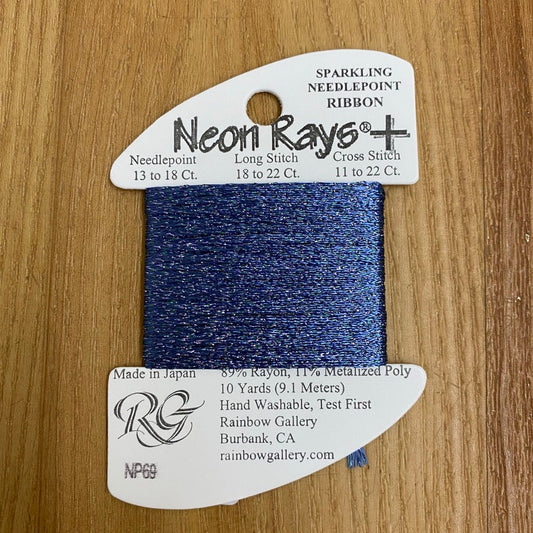 SPARKLING
NEEDLEPOINT
RIBBON
Neon Rays®+
Needlepoint Long Stitch Cross Stitch
13 to 18 Ct. 18 to 22 Ct. 11 to 22 Ct.
Made in Japan 89% Rayon, 11% Metalized Poly
10 Yards (9.1 Meters)
RG Hand Washable, Test First
Rainbow Gallery
Burbank, CA
NP69 rainbowgallery.com